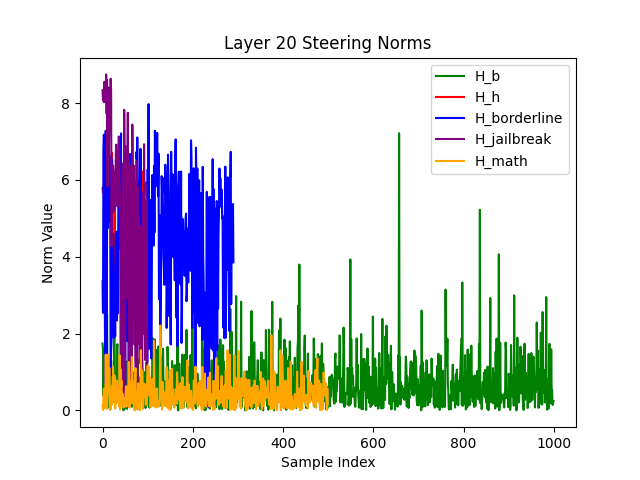 Layer 20 Steering Norms
H_b
H_h
H_borderline
H_jailbreak
H_math
Norm Value
8
6
4
2
0
0 200 400 600 800 1000
Sample Index